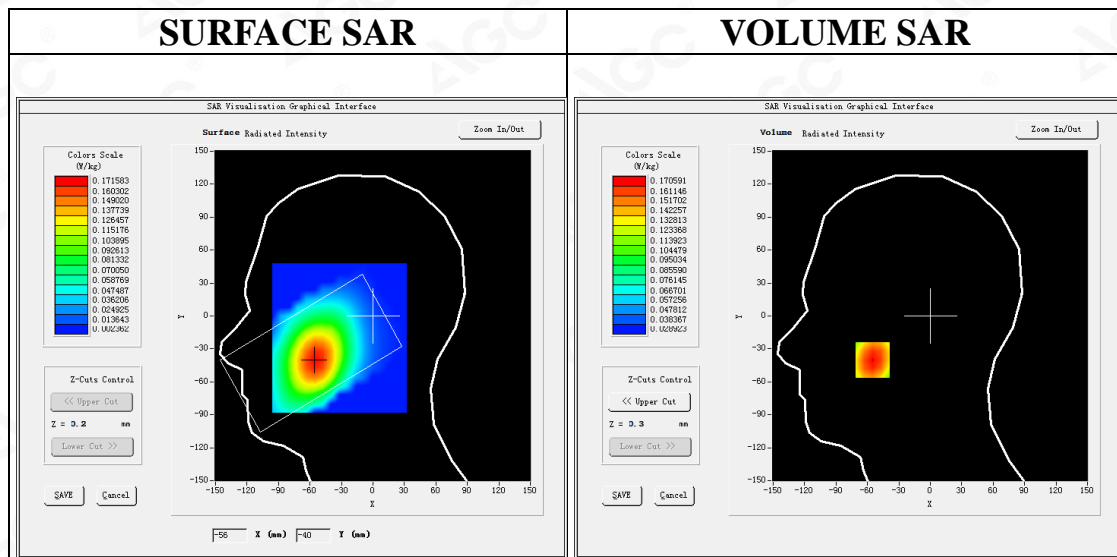 SURFACE SAR
VOLUME SAR
SAR Visualisation Graphical Interface
Surface Radiated Intensity
Zoom In/Out
Colors Scale
(W/kg)
0.171583
0.160302
0.149020
0.137739
0.126457
0.115176
0.103895
0.092613
0.081332
0.070050
0.058769
0.047487
0.036206
0.024925
0.013643
0.002362
Z-Cuts Control
<< Upper Cut
Z = 0.2 mm
Lower Cut >>
SAVE Cancel
150
120
90
60
30
0
-30
-60
-90
-120
-150
Y
-150 -120 -90 -60 -30 0 30 60 90 120 150
X
-56 X (mm) -40 Y (mm)
SAR Visualisation Graphical Interface
Volume Radiated Intensity
Zoom In/Out
Colors Scale
(W/kg)
0.170591
0.161146
0.151702
0.142257
0.132813
0.123368
0.113923
0.104479
0.095034
0.085590
0.076145
0.066701
0.057256
0.047812
0.038367
0.028923
Z-Cuts Control
<< Upper Cut
Z = 0.3 mm
Lower Cut >>
SAVE Cancel
150
120
90
60
30
0
-30
-60
-90
-120
-150
Y
-150 -120 -90 -60 -30 0 30 60 90 120 150
X
AGC